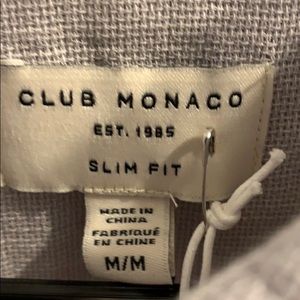 CLUB MONACO
EST. 1985
SLIM FIT
MADE IN
CHINA
FABRIQUÉ
EN CHINE
M/M